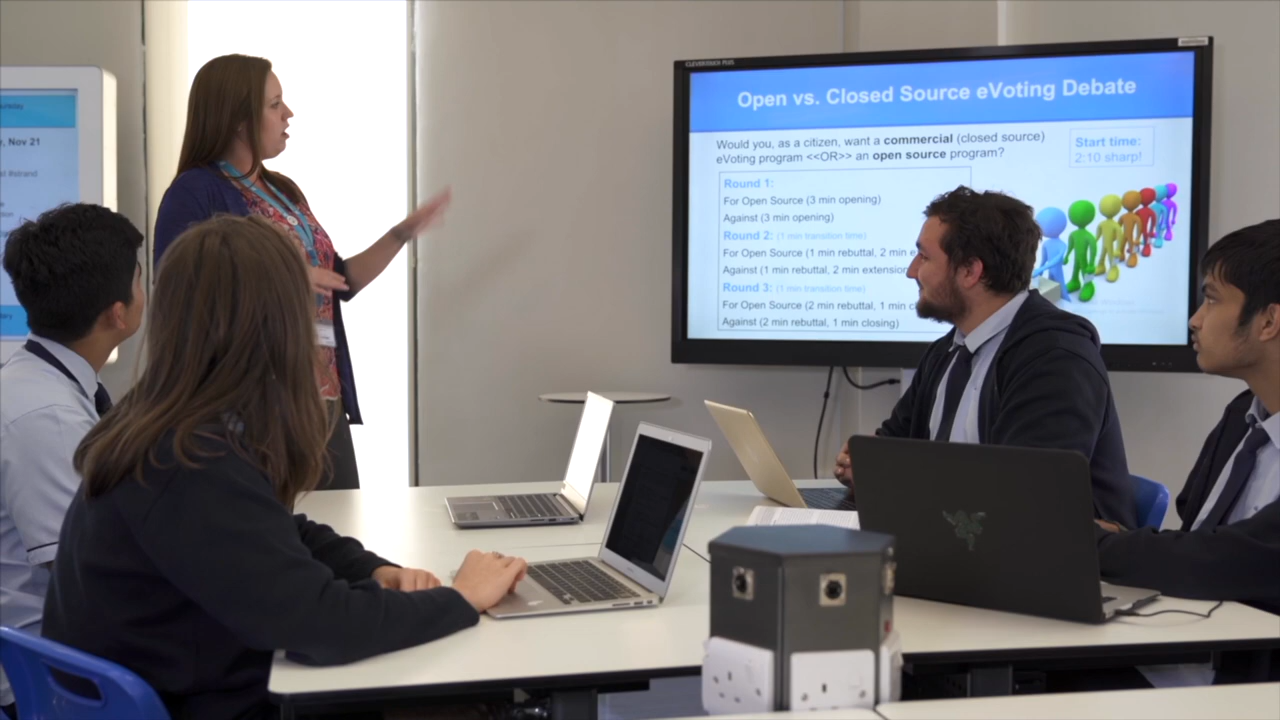 , Nov 21
#strand
CLEVERTOUCH PLUS
Open vs. Closed Source eVoting Debate
Would you, as a citizen, want a commercial (closed source)
eVoting program <<OR>> an open source program?
Start time:
2:10 sharp!
Round 1:
For Open Source (3 min opening)
Against (3 min opening)
Round 2: (1 min transition time)
For Open Source (1 min rebuttal, 2 min e
Against (1 min rebuttal, 2 min extension
Round 3: (1 min transition time)
For Open Source (2 min rebuttal, 1 min c
Against (2 min rebuttal, 1 min closing)